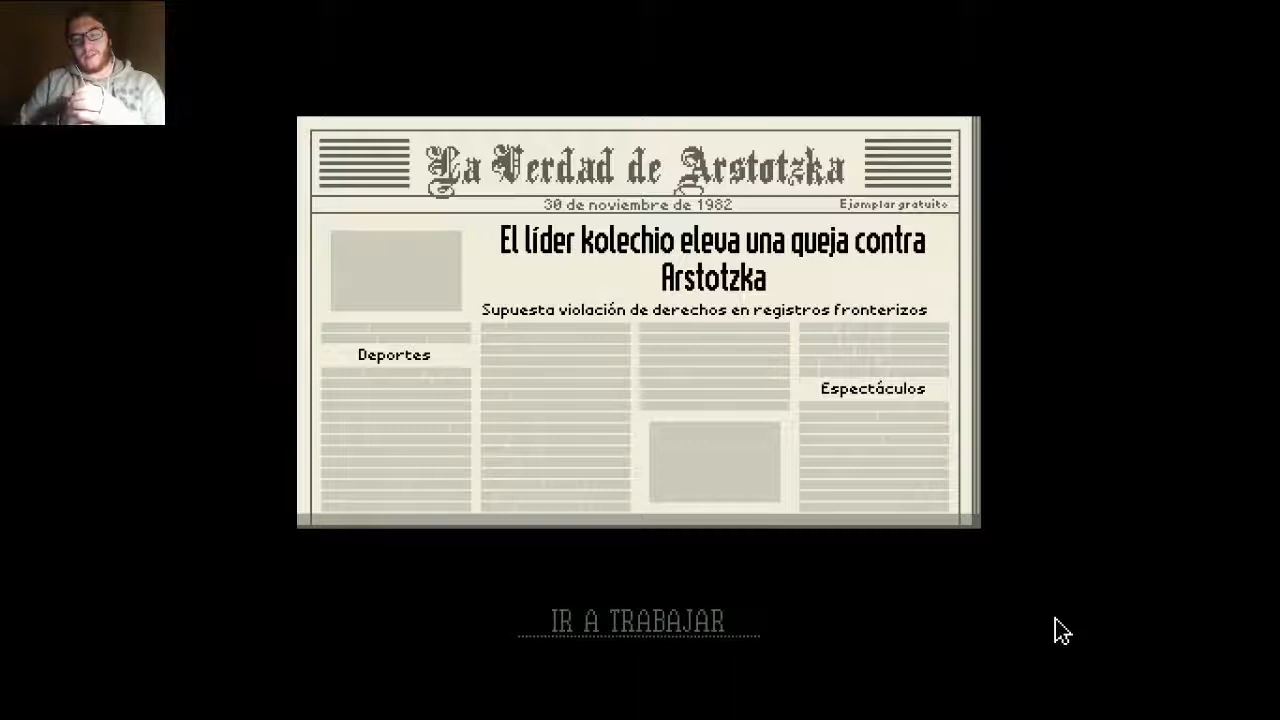 La Verdad de Arstotzka
30 de noviembre de 1982
Ejemplar gratuito
El líder kolechio eleva una queja contra
Arstotzka
Supuesta violación de derechos en registros fronterizos
Deportes
Espectáculos
IR A TRABAJAR